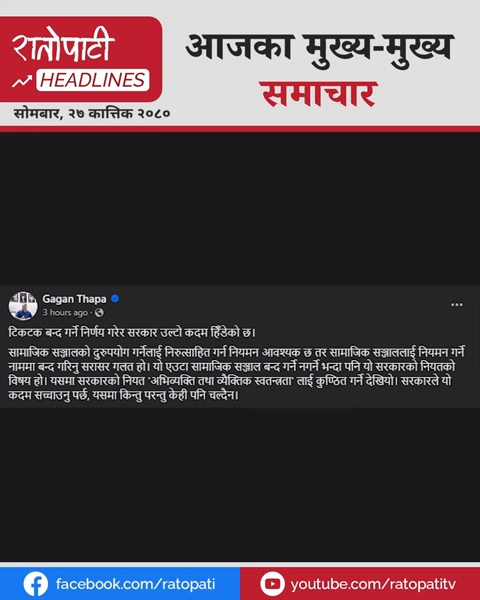 रातोपाटी
HEADLINES
आजका मुख्य-मुख्य
समाचार
सोमबार, २७ कात्तिक २०८०
Gagan Thapa
3 hours ago
टिकटक बन्द गर्ने निर्णय गरेर सरकार उल्टो कदम हिँडेको छ।
सामाजिक सञ्जालको दुरुपयोग गर्नेलाई निरुत्साहित गर्न नियमन आवश्यक छ तर सामाजिक सञ्जाललाई नियमन गर्ने
नाममा बन्द गरिनु सरासर गलत हो। यो एउटा सामाजिक सञ्जाल बन्द गर्ने नगर्ने भन्दा पनि यो सरकारको नियतको
विषय हो। यसमा सरकारको नियत 'अभिव्यक्ति तथा व्यैक्तिक स्वतन्त्रता' लाई कुण्ठित गर्ने देखियो। सरकारले यो
कदम सच्चाउनु पर्छ, यसमा किन्तु परन्तु केही पनि चल्दैन।
facebook.com/ratopati
youtube.com/ratopatitv